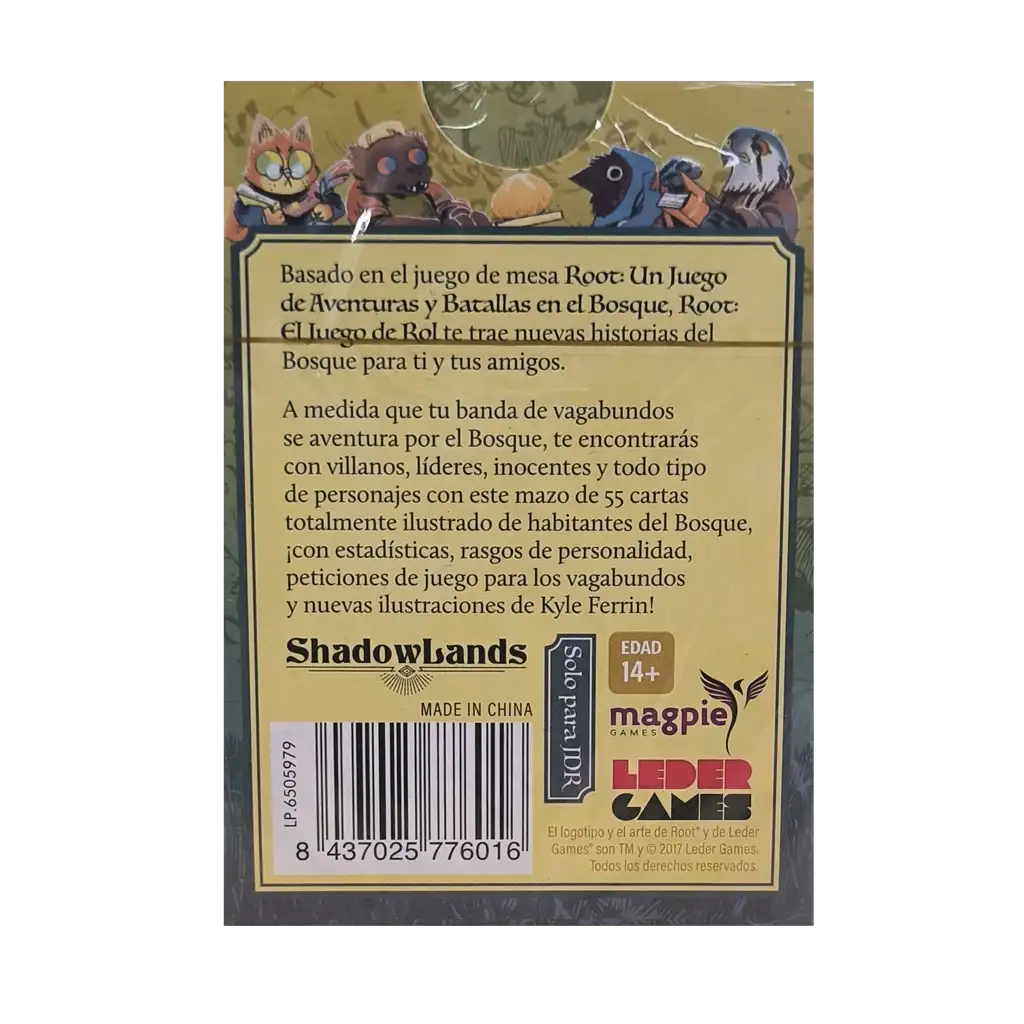 Basado en el juego de mesa Root: Un Juego
de Aventuras y Batallas en el Bosque, Root:
El Juego de Rol te trae nuevas historias del
Bosque para ti y tus amigos.
A medida que tu banda de vagabundos
se aventura por el Bosque, te encontrarás
con villanos, líderes, inocentes y todo tipo
de personajes con este mazo de 55 cartas
totalmente ilustrado de habitantes del Bosque,
¡con estadísticas, rasgos de personalidad,
peticiones de juego para los vagabundos
y nuevas ilustraciones de Kyle Ferrin!
ShadowLands
MADE IN CHINA
LP.6505979
8 437025 776016
Solo para JDR
EDAD
14+
magpie
GAMES
LEDER
GAMES
El logotipo y el arte de Root® y de Leder
Games® son TM y © 2017 Leder Games.
Todos los derechos reservados.